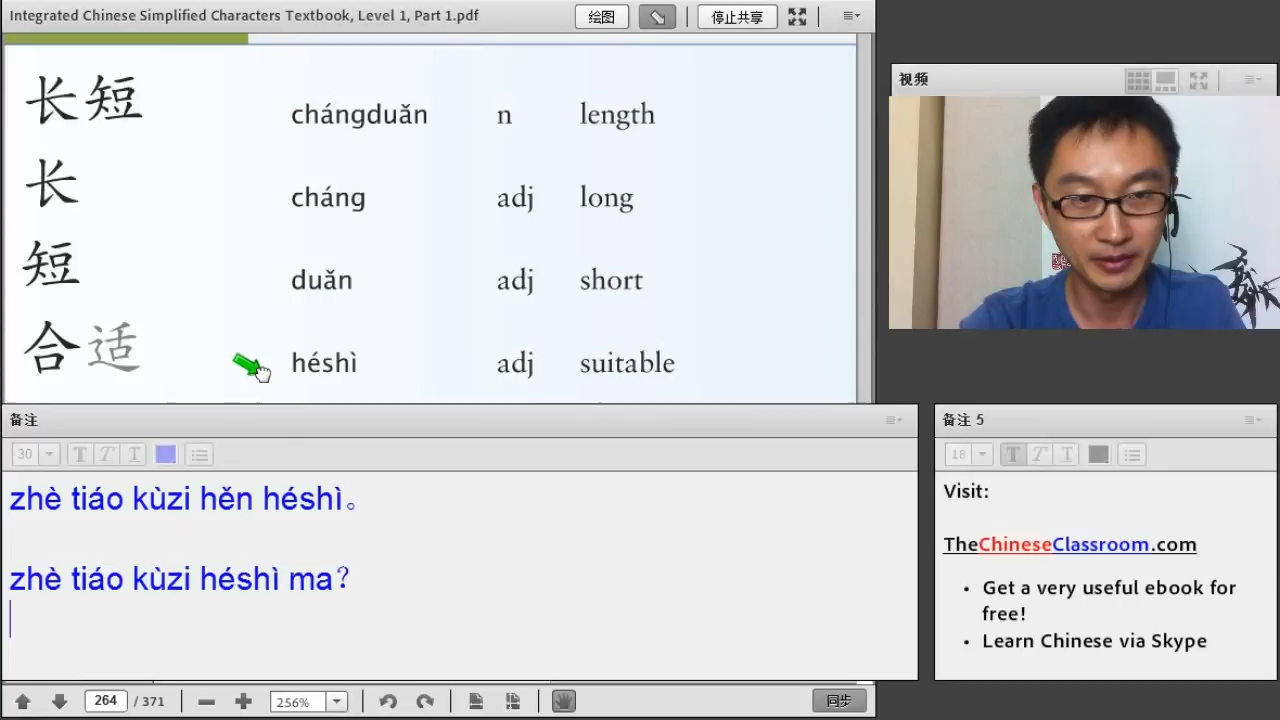 Integrated Chinese Simplified Characters Textbook, Level 1, Part 1.pdf
绘图
停止共享
长短 chángduǎn n length
长 cháng adj long
短 duǎn adj short
合适 héshì adj suitable
视频
备注
30
zhè tiáo kùzi hěn héshì。
zhè tiáo kùzi héshì ma？
备注 5
18
Visit:
TheChineseClassroom.com
• Get a very useful ebook for
free!
• Learn Chinese via Skype
264 / 371
256%
同步